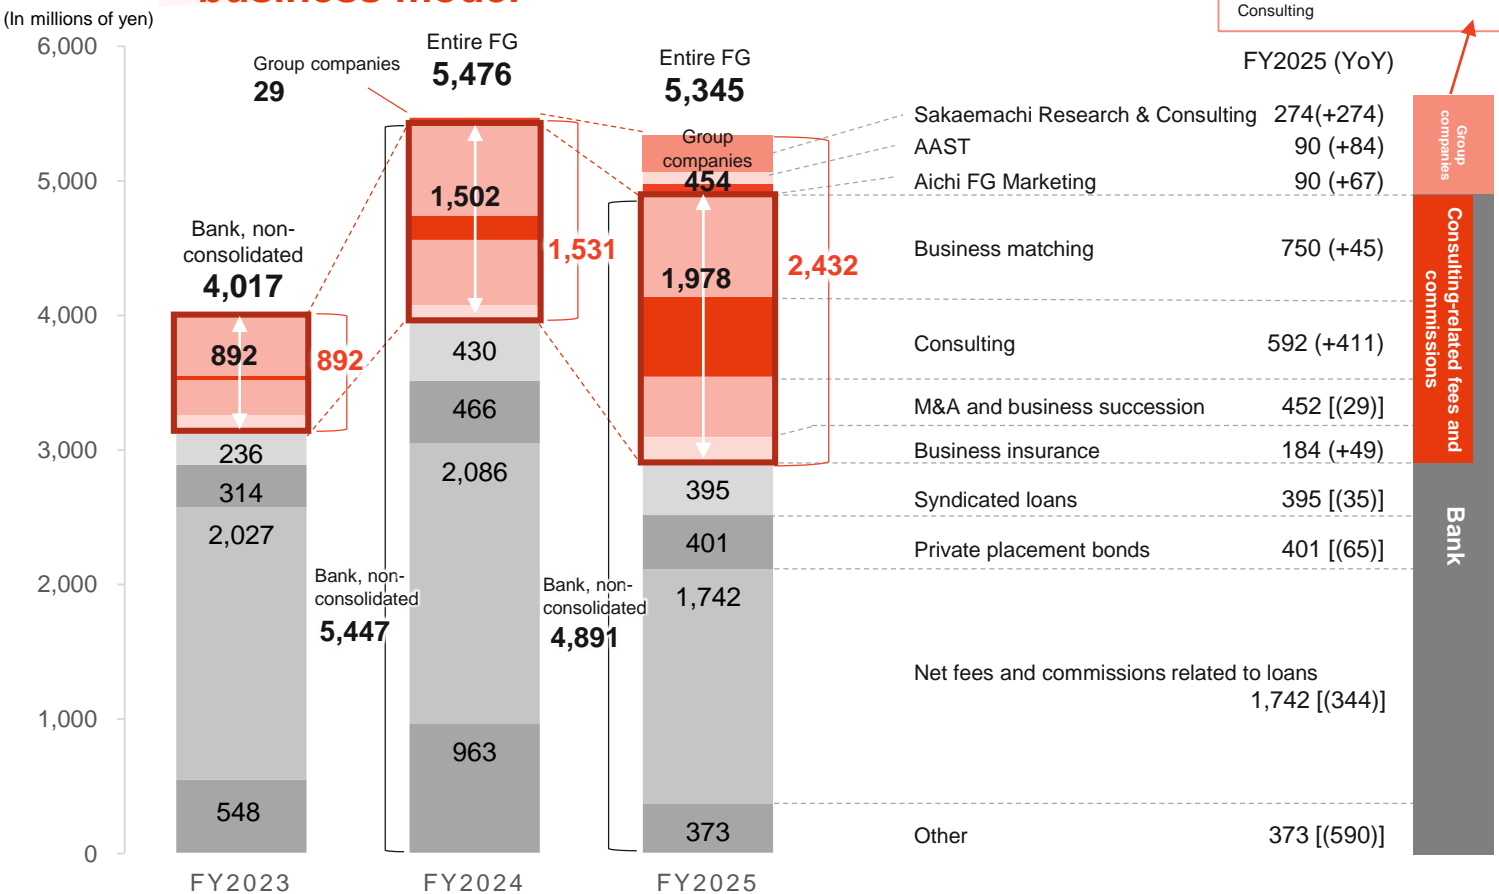 business model
(In millions of yen)
Consulting
6,000
5,000
4,000
3,000
2,000
1,000
0
Bank, non-
consolidated
4,017
892
892
236
314
2,027
548
FY2023
Group companies
29
Entire FG
5,476
1,502
1,531
430
466
2,086
963
Bank, non-
consolidated
5,447
FY2024
Entire FG
5,345
Group
companies
454
1,978
2,432
395
401
1,742
373
Bank, non-
consolidated
4,891
FY2025
FY2025 (YoY)
Sakaemachi Research & Consulting 274(+274)
AAST 90 (+84)
Aichi FG Marketing 90 (+67)
Business matching 750 (+45)
Consulting 592 (+411)
M&A and business succession 452 [(29)]
Business insurance 184 (+49)
Syndicated loans 395 [(35)]
Private placement bonds 401 [(65)]
Net fees and commissions related to loans
1,742 [(344)]
Other 373 [(590)]
Group
companies
Consulting-related fees and
commissions
Bank